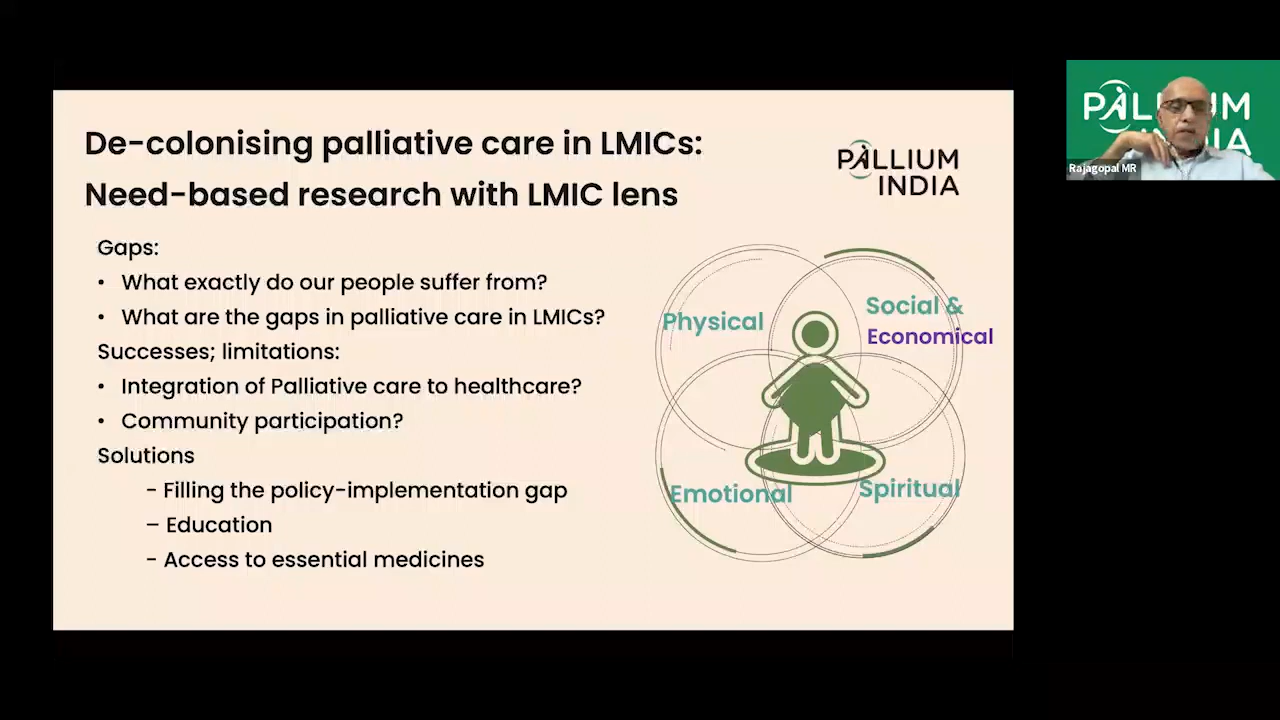 De-colonising palliative care in LMICs:
Need-based research with LMIC lens
PALLIUM
INDIA
Gaps:
• What exactly do our people suffer from?
• What are the gaps in palliative care in LMICs?
Successes; limitations:
• Integration of Palliative care to healthcare?
• Community participation?
Solutions
- Filling the policy-implementation gap
– Education
- Access to essential medicines
Physical
Social &
Economical
Emotional
Spiritual
PALLIUM
INDIA
Rajagopal MR